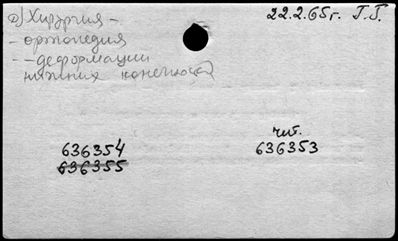 а) Хирургия -
22.2.65г. Г.Г.
- ортопедия
- - деформации
нижних конечностей
чит.
636354
636353
636355